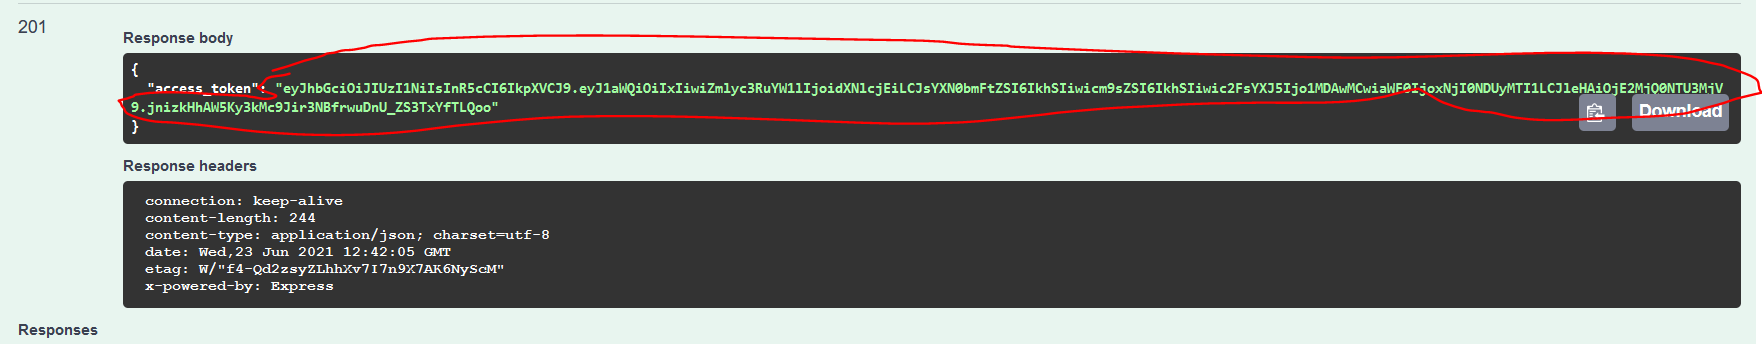 201
Response body
{
"access_token": "eyJhbGciOiJIUzI1NiIsInR5cCI6IkpXVCJ9.eyJ1aWQiOiIxIiwiZmlyc3RuYW1lIjoidXNlcjEiLCJsYXN0bmFtZSI6IkhSIiwicm9sZSI6IkhSIiwic2FsYXJ5Ijo1MDAwMCwiaWF0IjoxNjI0NDUyMTI1LCJleHAiOjE2MjQ0NTU3MjV
9.jnizkHhAW5Ky3kMc9Jir3NBfrwuDnU_ZS3TxYfTLQoo"
}
Download
Response headers
connection: keep-alive
content-length: 244
content-type: application/json; charset=utf-8
date: Wed,23 Jun 2021 12:42:05 GMT
etag: W/"f4-Qd2zsyZLhhXv7I7n9X7AK6NyScM"
x-powered-by: Express
Responses